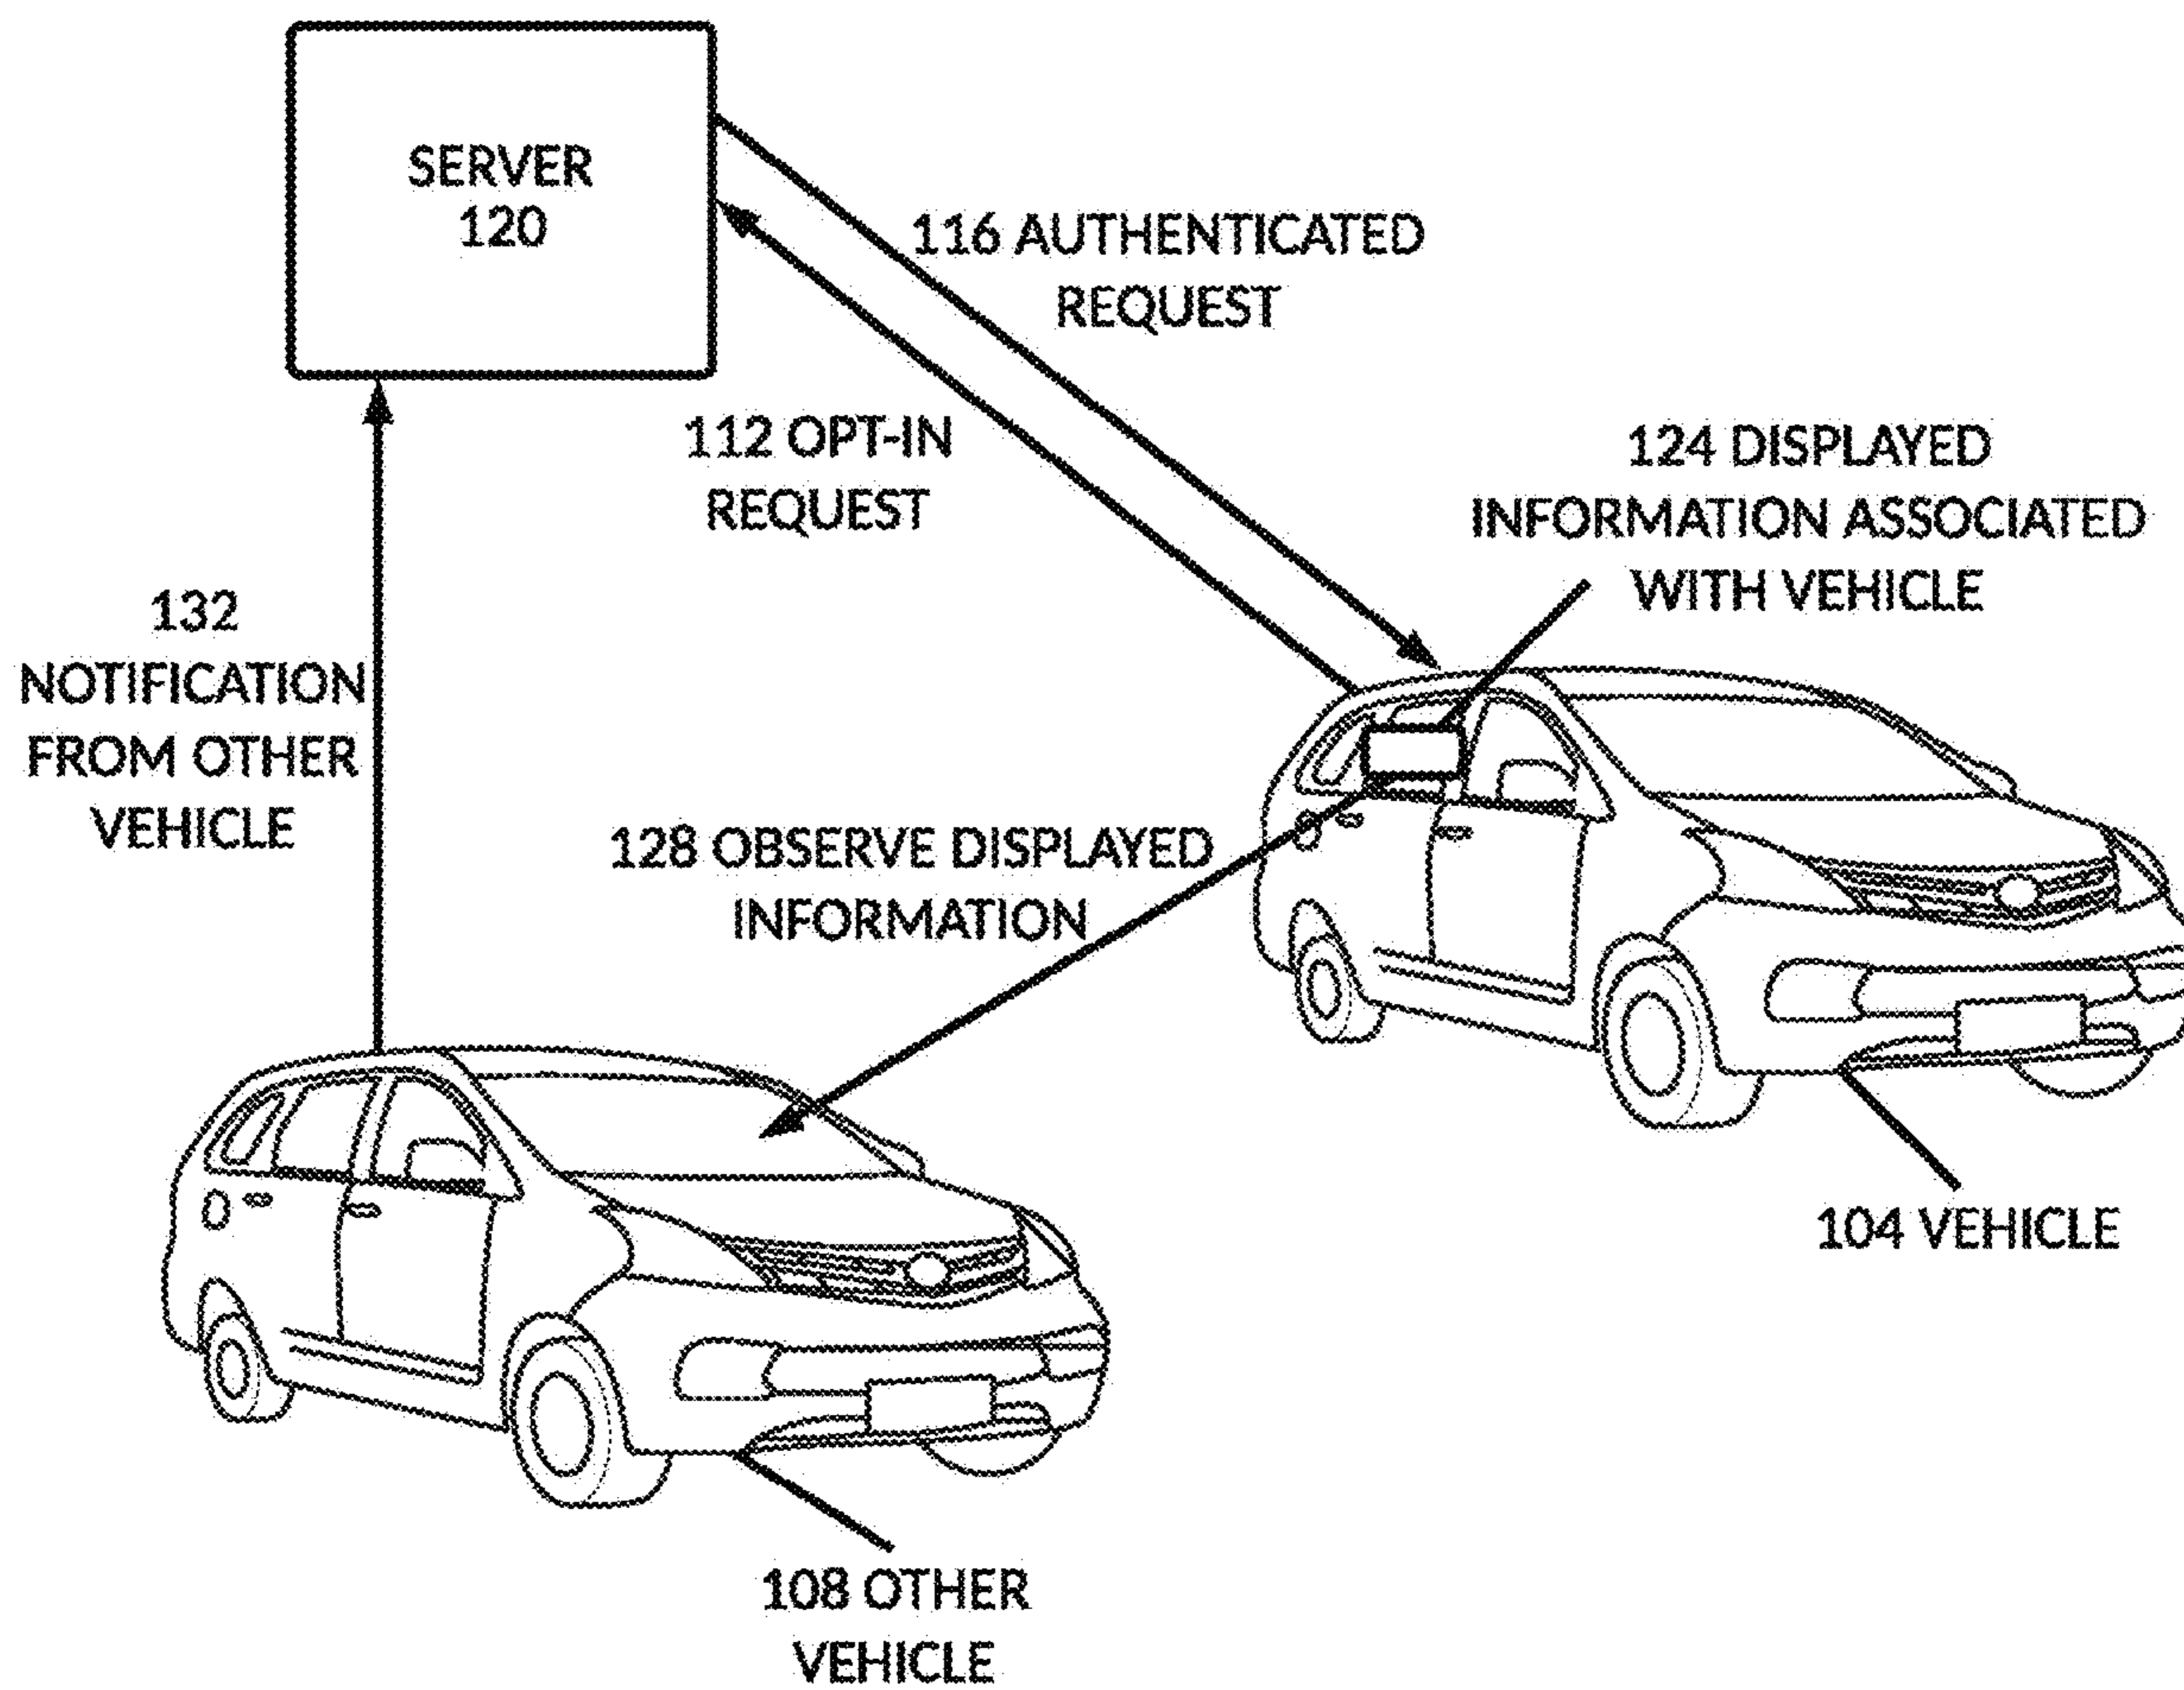 SERVER
120
116 AUTHENTICATED
REQUEST
112 OPT-IN
REQUEST
124 DISPLAYED
INFORMATION ASSOCIATED
WITH VEHICLE
132
NOTIFICATION
FROM OTHER
VEHICLE
128 OBSERVE DISPLAYED
INFORMATION
104 VEHICLE
108 OTHER
VEHICLE